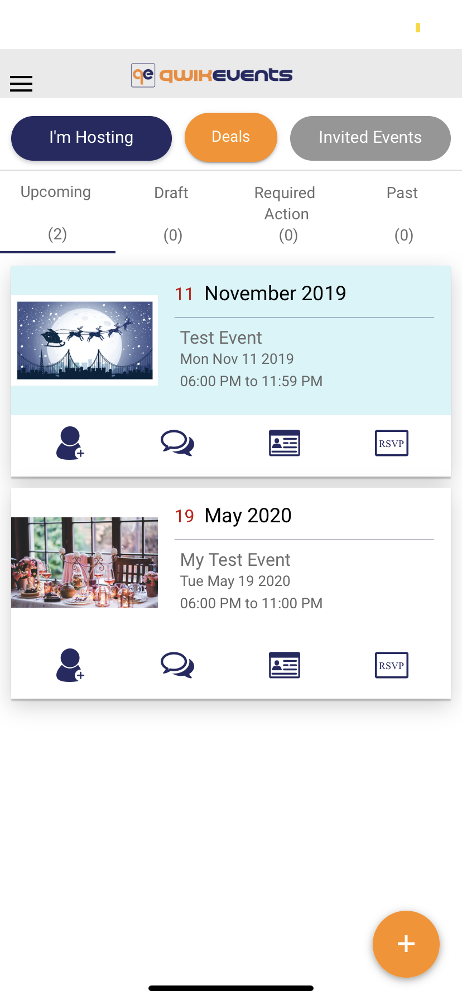 qe qwikevents
I'm Hosting
Deals
Invited Events
Upcoming
(2)
Draft
(0)
Required
Action
(0)
Past
(0)
11 November 2019
Test Event
Mon Nov 11 2019
06:00 PM to 11:59 PM
RSVP
19 May 2020
My Test Event
Tue May 19 2020
06:00 PM to 11:00 PM
RSVP
+